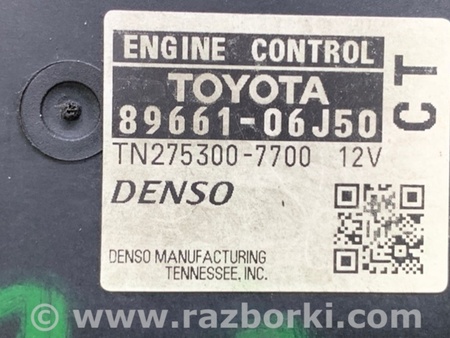 ENGINE CONTROL
TOYOTA
89661-06J50
CT
TN275300-7700 12V
DENSO
DENSO MANUFACTURING
TENNESSEE, INC.
© www.razborki.com